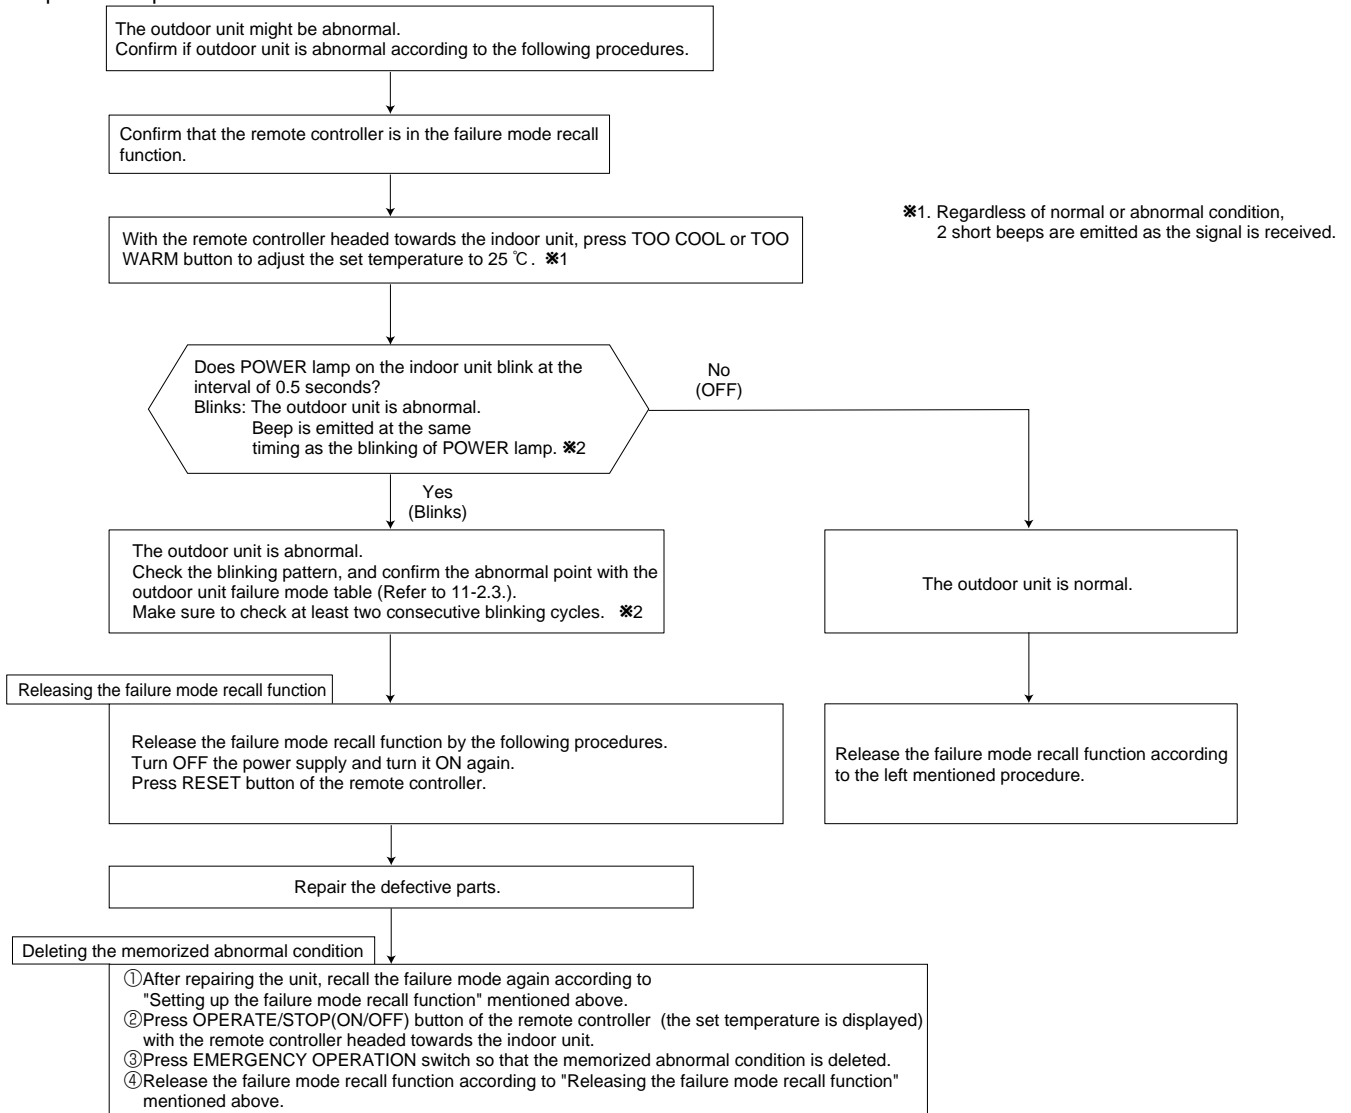 The outdoor unit might be abnormal.
Confirm if outdoor unit is abnormal according to the following procedures.
Confirm that the remote controller is in the failure mode recall
function.
With the remote controller headed towards the indoor unit, press TOO COOL or TOO
WARM button to adjust the set temperature to 25 ℃. ※1
※1. Regardless of normal or abnormal condition,
2 short beeps are emitted as the signal is received.
Does POWER lamp on the indoor unit blink at the
interval of 0.5 seconds?
Blinks: The outdoor unit is abnormal.
Beep is emitted at the same
timing as the blinking of POWER lamp. ※2
No
(OFF)
Yes
(Blinks)
The outdoor unit is abnormal.
Check the blinking pattern, and confirm the abnormal point with the
outdoor unit failure mode table (Refer to 11-2.3.).
Make sure to check at least two consecutive blinking cycles. ※2
The outdoor unit is normal.
Releasing the failure mode recall function
Release the failure mode recall function by the following procedures.
Turn OFF the power supply and turn it ON again.
Press RESET button of the remote controller.
Release the failure mode recall function according
to the left mentioned procedure.
Repair the defective parts.
Deleting the memorized abnormal condition
①After repairing the unit, recall the failure mode again according to
"Setting up the failure mode recall function" mentioned above.
②Press OPERATE/STOP(ON/OFF) button of the remote controller (the set temperature is displayed)
with the remote controller headed towards the indoor unit.
③Press EMERGENCY OPERATION switch so that the memorized abnormal condition is deleted.
④Release the failure mode recall function according to "Releasing the failure mode recall function"
mentioned above.